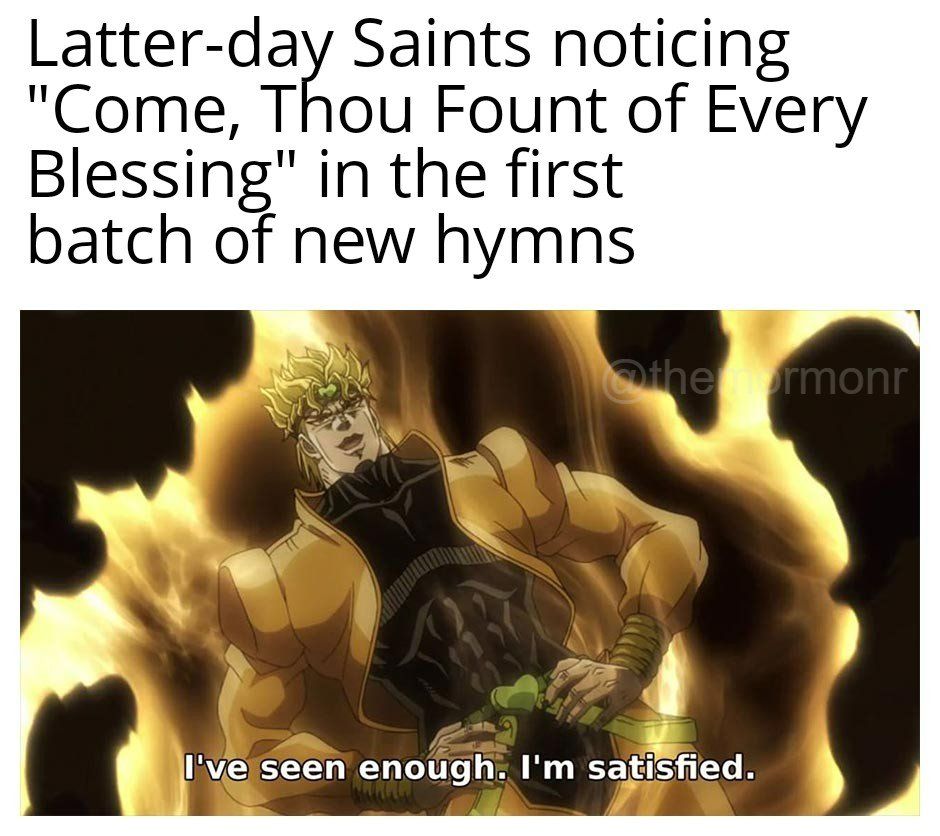 Latter-day Saints noticing
"Come, Thou Fount of Every
Blessing" in the first
batch of new hymns
@themormonr
I've seen enough. I'm satisfied.